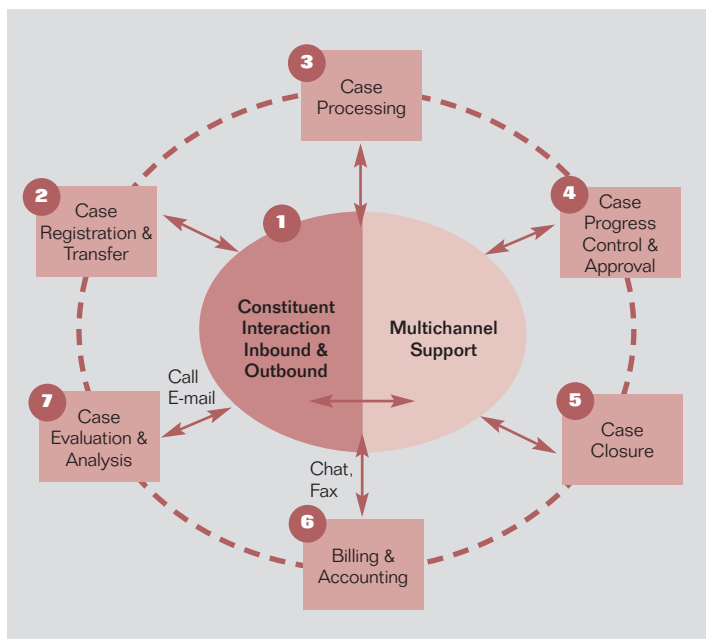 3
Case
Processing
2
Case
Registration &
Transfer
1
4
Case
Progress
Control &
Approval
Constituent
Interaction
Inbound &
Outbound
Multichannel
Support
Call
E-mail
7
Case
Evaluation &
Analysis
5
Case
Closure
Chat,
Fax
6
Billing &
Accounting